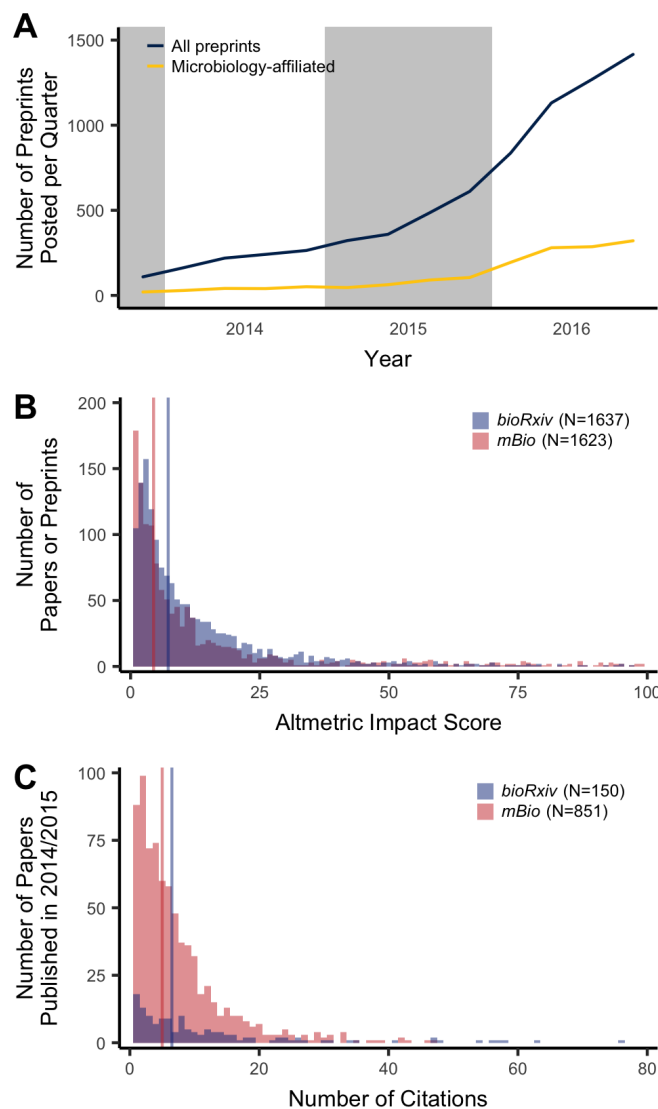 A
Number of Preprints
Posted per Quarter
1500
1000
500
0
All preprints
Microbiology-affiliated
2014
2015
2016
Year
B
Number of
Papers or Preprints
200
150
100
50
0
bioRxiv (N=1637)
mBio (N=1623)
0
25
50
75
100
Altmetric Impact Score
C
Number of Papers
Published in 2014/2015
100
75
50
25
0
bioRxiv (N=150)
mBio (N=851)
0
20
40
60
80
Number of Citations